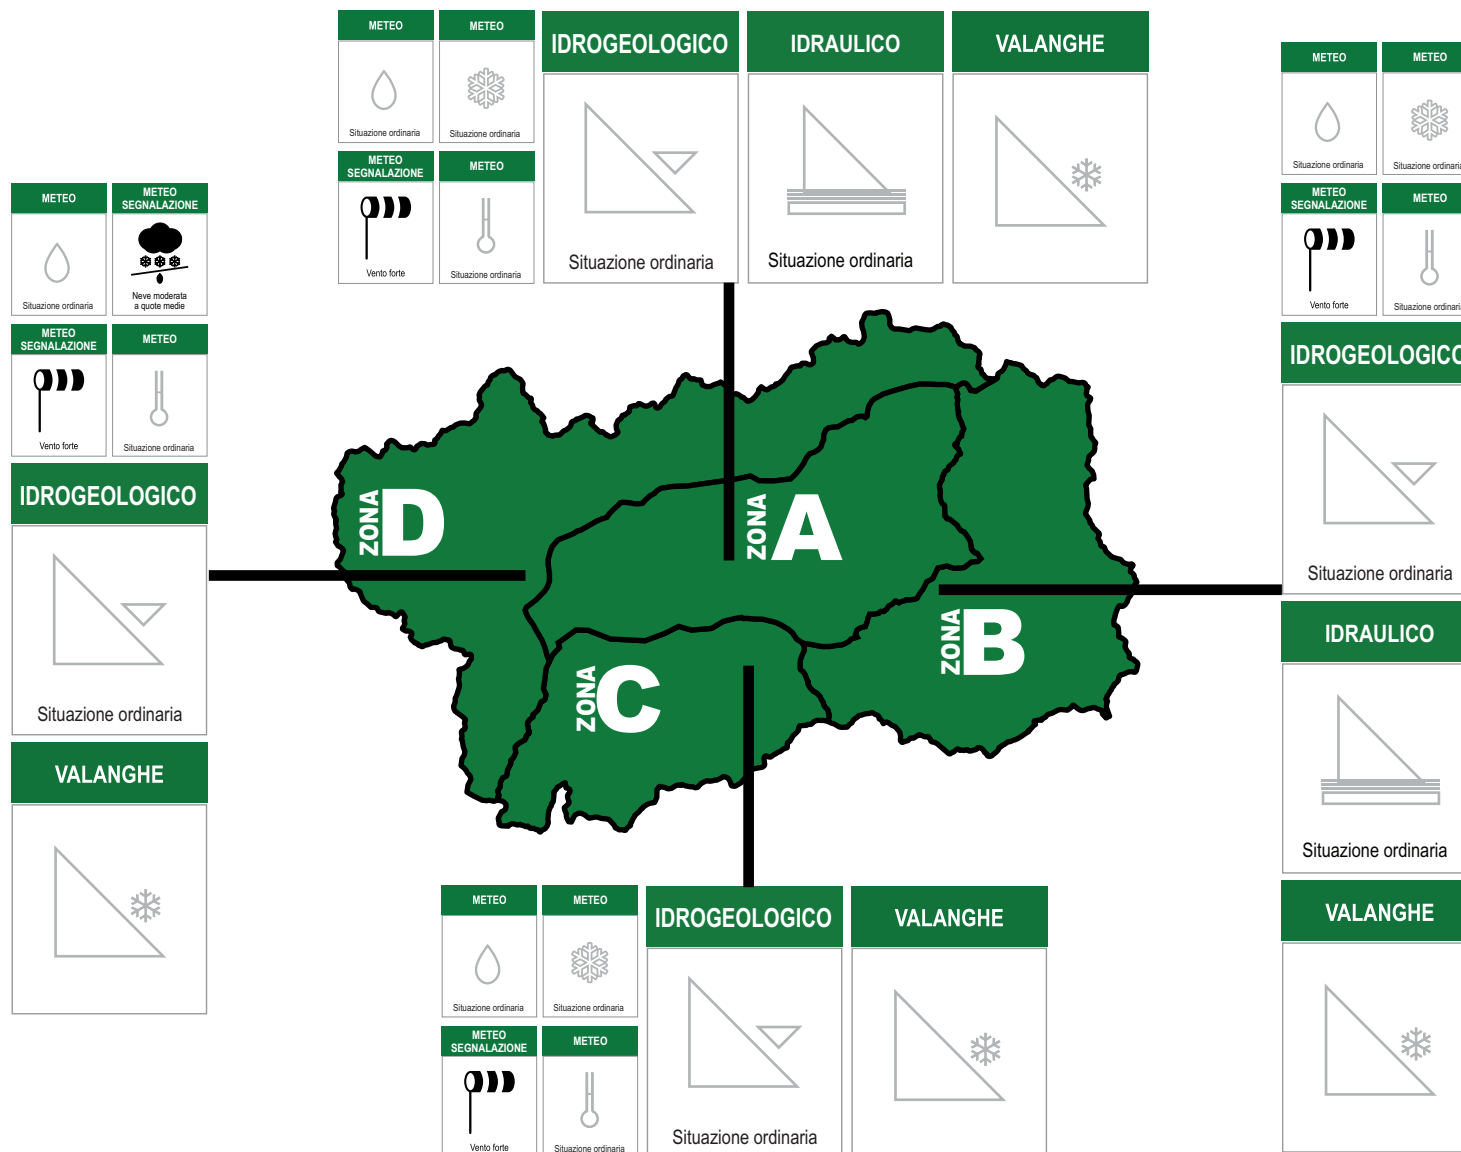 METEO
METEO
Situazione ordinaria
Situazione ordinaria
METEO
SEGNALAZIONE
METEO
Vento forte
Situazione ordinaria
IDROGEOLOGICO
Situazione ordinaria
IDRAULICO
Situazione ordinaria
VALANGHE
METEO
METEO
SEGNALAZIONE
Situazione ordinaria
Neve moderata
a quote medie
METEO
SEGNALAZIONE
METEO
Vento forte
Situazione ordinaria
IDROGEOLOGICO
Situazione ordinaria
VALANGHE
ZONA D
ZONA A
ZONA B
ZONA C
METEO
METEO
Situazione ordinaria
Situazione ordinaria
METEO
SEGNALAZIONE
METEO
Vento forte
Situazione ordinaria
IDROGEOLOGICO
Situazione ordinaria
IDRAULICO
Situazione ordinaria
VALANGHE
METEO
METEO
Situazione ordinaria
Situazione ordinaria
METEO
SEGNALAZIONE
METEO
Vento forte
Situazione ordinaria
IDROGEOLOGICO
Situazione ordinaria
VALANGHE